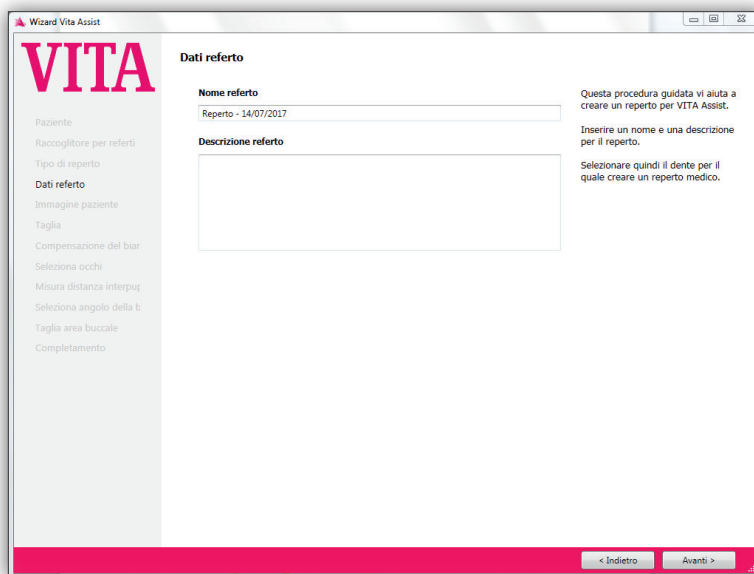 Wizard Vita Assist
VITA
Paziente
Raccoglitore per referti
Tipo di reperto
Dati referto
Immagine paziente
Taglia
Compensazione del biar
Seleziona occhi
Misura distanza interpup
Seleziona angolo della b
Taglia area buccale
Completamento
Dati referto
Nome referto
Reperto - 14/07/2017
Descrizione referto
Questa procedura guidata vi aiuta a
creare un reperto per VITA Assist.
Inserire un nome e una descrizione
per il reperto.
Selezionare quindi il dente per il
quale creare un reperto medico.
< Indietro
Avanti >